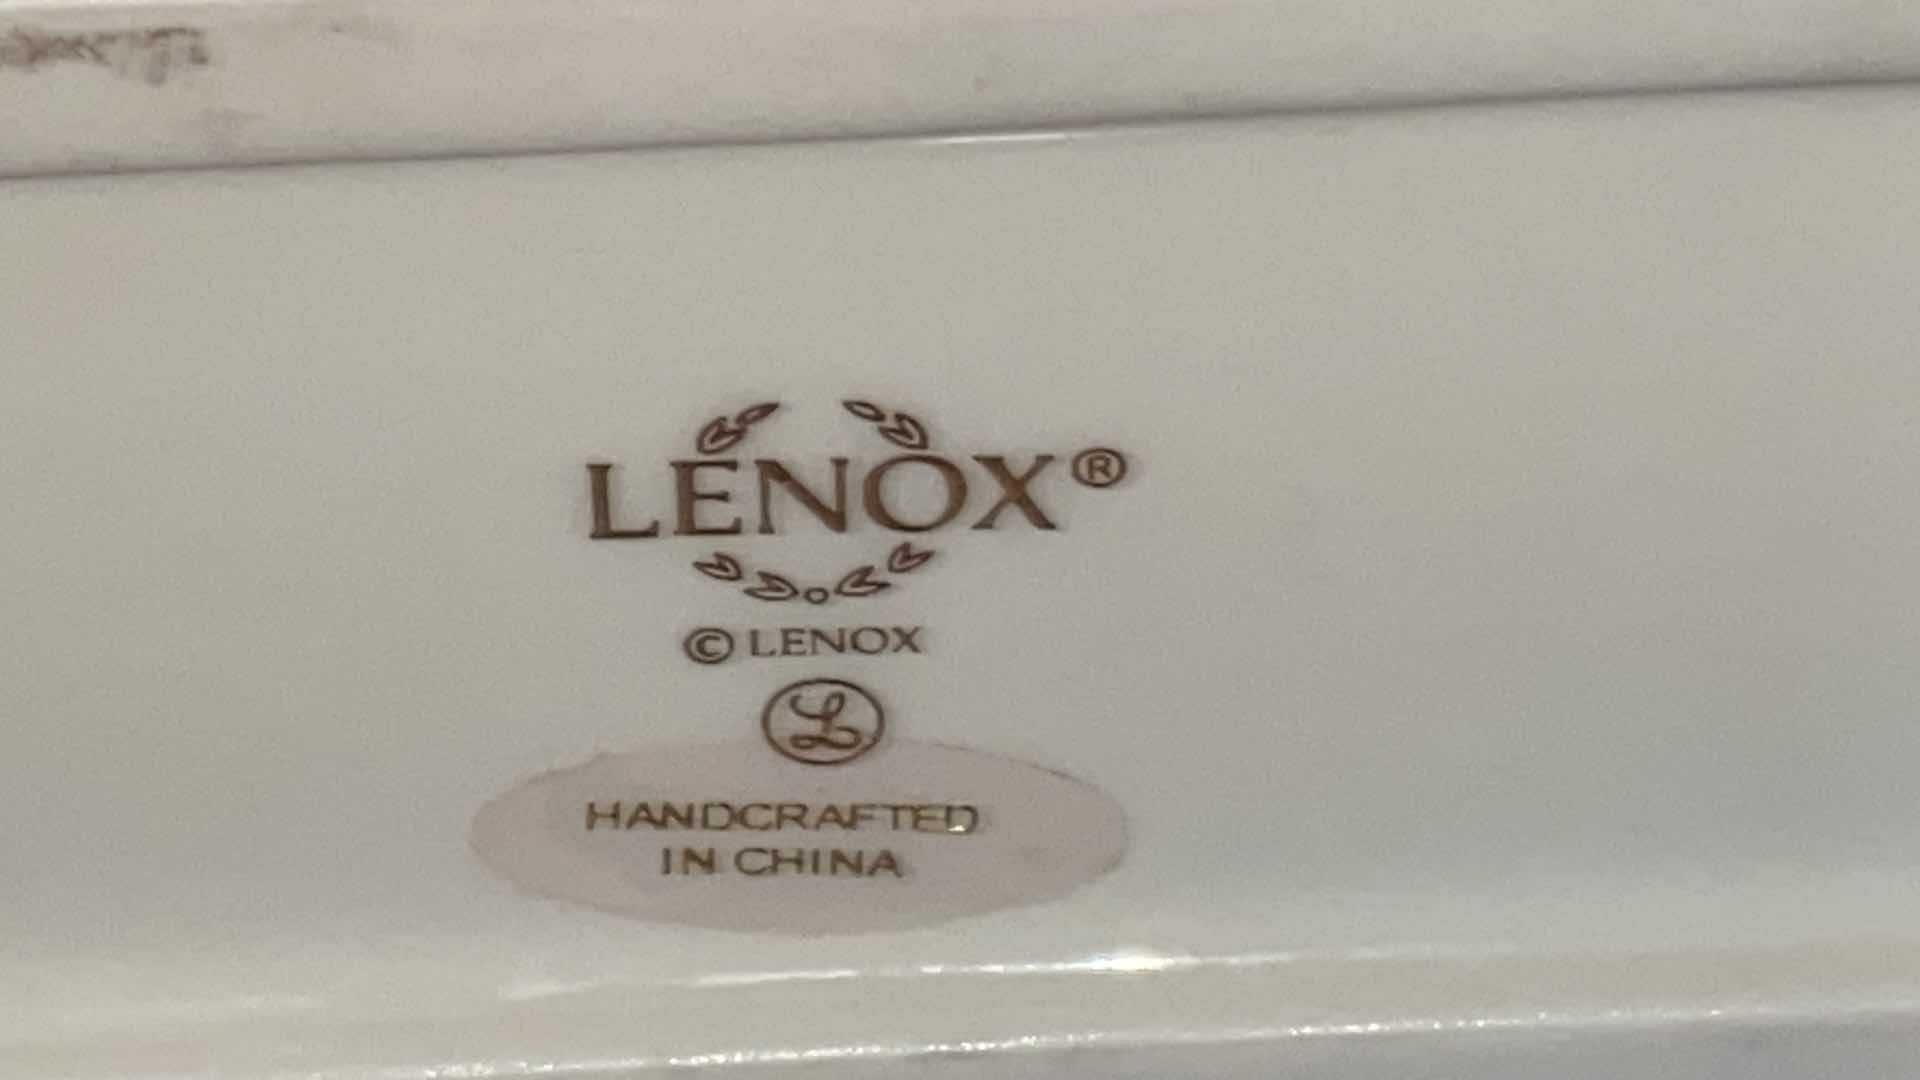 LENOX®
© LENOX
L
HANDCRAFTED
IN CHINA